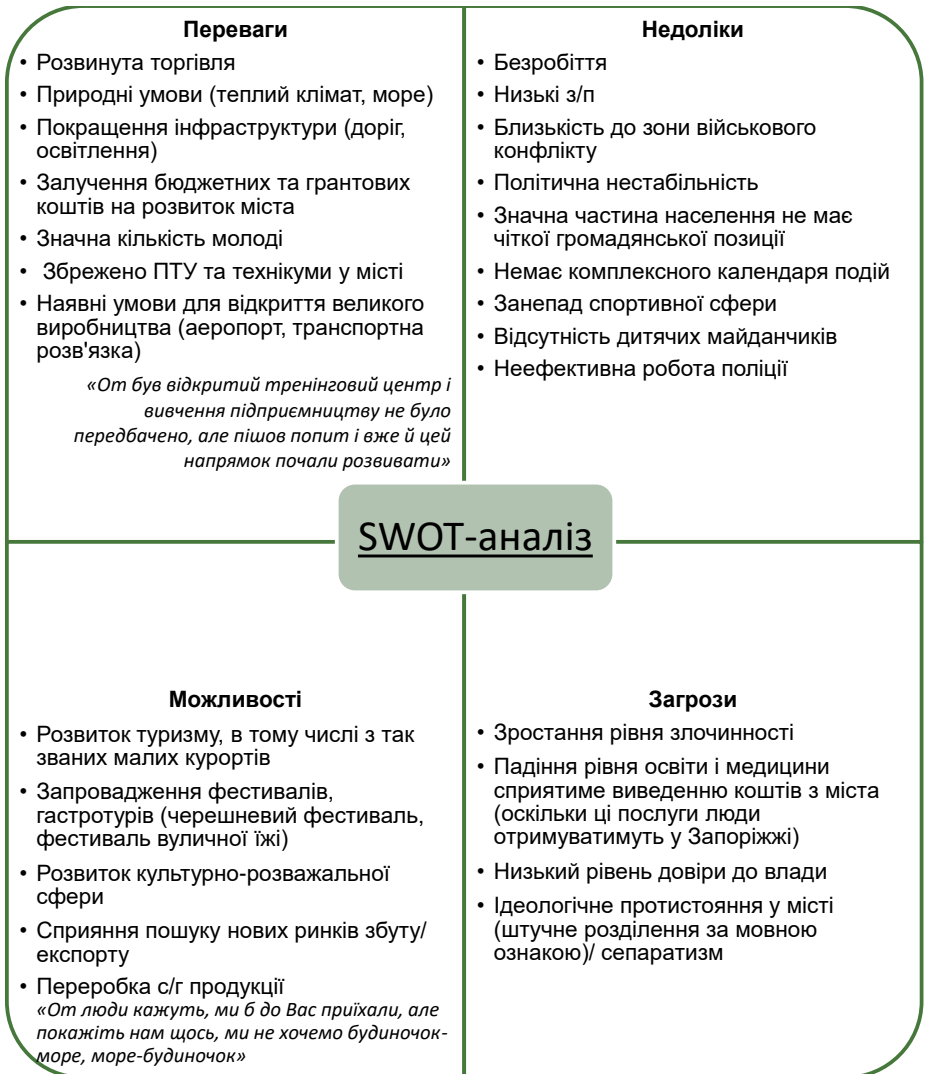 Переваги
• Розвинута торгівля
• Природні умови (теплий клімат, море)
• Покращення інфраструктури (доріг,
освітлення)
• Залучення бюджетних та грантових
коштів на розвиток міста
• Значна кількість молоді
• Збрежено ПТУ та технікуми у місті
• Наявні умови для відкриття великого
виробництва (аеропорт, транспортна
розв'язка)
«От був відкритий тренінговий центр і
вивчення підприємництву не було
передбачено, але пішов попит і вже й цей
напрямок почали розвивати»
Недоліки
• Безробіття
• Низькі з/п
• Близькість до зони військового
конфлікту
• Політична нестабільність
• Значна частина населення не має
чіткої громадянської позиції
• Немає комплексного календаря подій
• Занепад спортивної сфери
• Відсутність дитячих майданчиків
• Неефективна робота поліції
SWOT-аналіз
Можливості
• Розвиток туризму, в тому числі з так
званих малих курортів
• Запровадження фестивалів,
гастротурів (черешневий фестиваль,
фестиваль вуличної їжі)
• Розвиток культурно-розважальної
сфери
• Сприяння пошуку нових ринків збуту/
експорту
• Переробка с/г продукції
«От люди кажуть, ми б до Вас приїхали, але
покажіть нам щось, ми не хочемо будиночок-
море, море-будиночок»
Загрози
• Зростання рівня злочинності
• Падіння рівня освіти і медицини
сприятиме виведенню коштів з міста
(оскільки ці послуги люди
отримуватимуть у Запоріжжі)
• Низький рівень довіри до влади
• Ідеологічне протистояння у місті
(штучне розділення за мовною
ознакою)/ сепаратизм